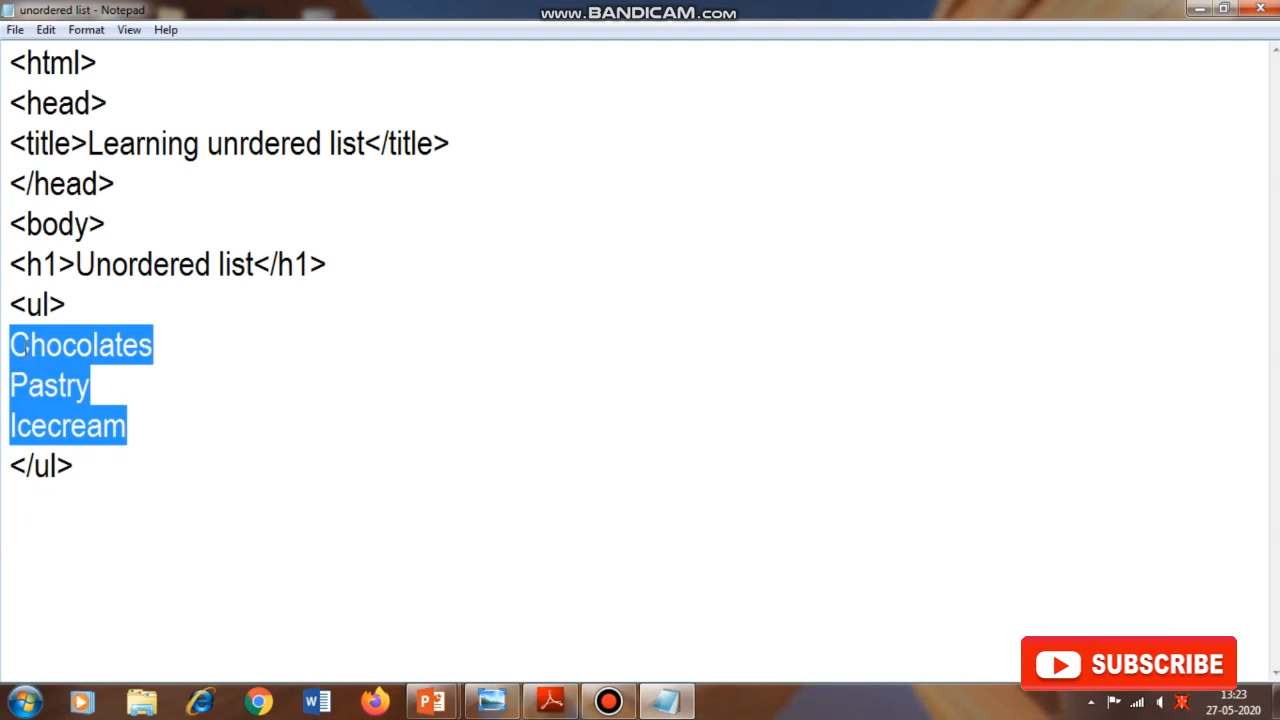 unordered list - Notepad
www.BANDICAM.com
File Edit Format View Help
<html>
<head>
<title>Learning unrdered list</title>
</head>
<body>
<h1>Unordered list</h1>
<ul>
Chocolates
Pastry
Icecream
</ul>
SUBSCRIBE
13:23
27-05-2020